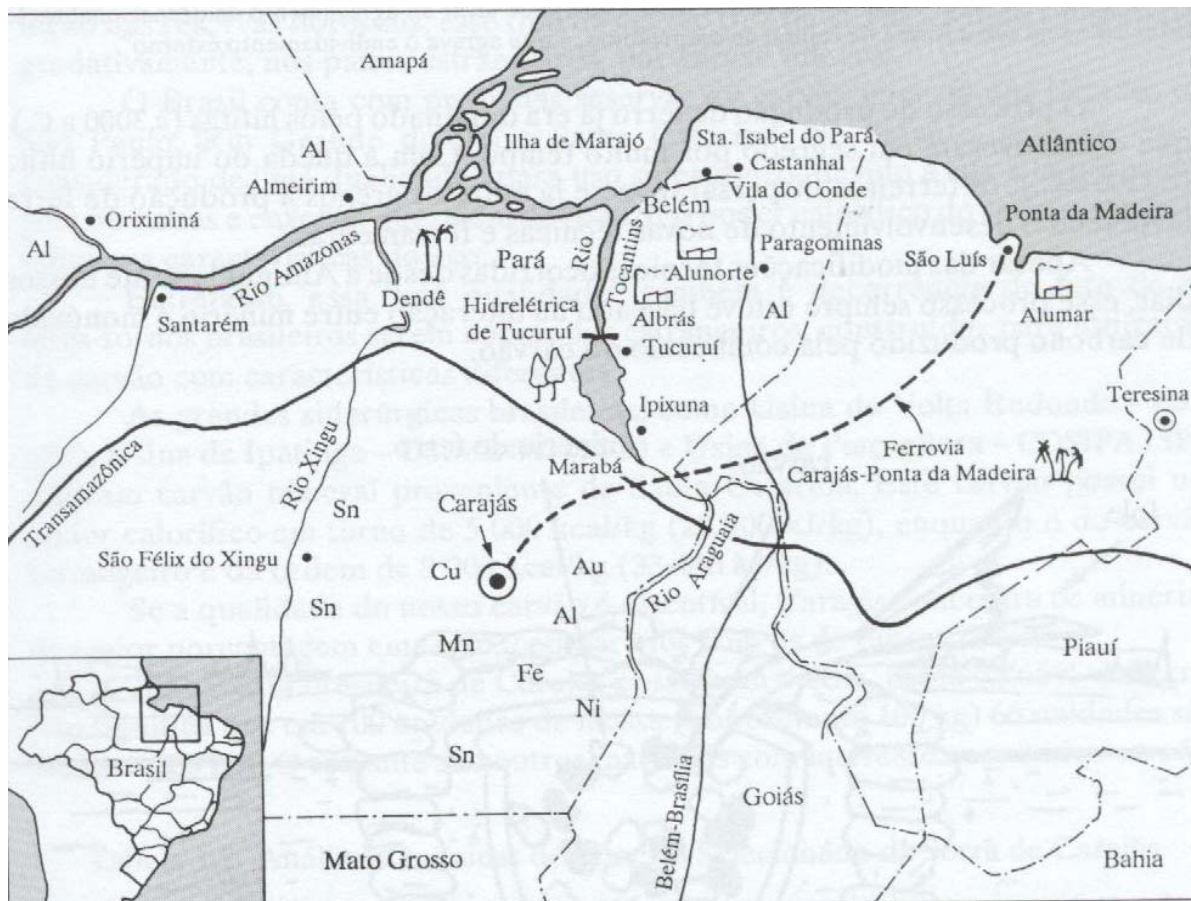 Amapá
Al
Ilha de Marajó
Sta. Isabel do Pará
Castanhal
Vila do Conde
Atlântico
Almeirim
Oriximiná
Al
Rio Amazonas
Belém
Ponta da Madeira
Pará
Rio Tocantins
Paragominas
São Luís
Alunorte
Santarém
Dendê
Hidrelétrica
de Tucuruí
Albrás
Al
Alumar
Tucuruí
Ipixuna
Teresina
Transamazônica
Rio Xingu
Marabá
Ferrovia
Carajás-Ponta da Madeira
Sn
Carajás
São Félix do Xingu
Cu
Au
Rio Araguaia
Sn
Al
Mn
Fe
Piauí
Ni
Sn
Brasil
Belém-Brasília
Goiás
Mato Grosso
Bahia